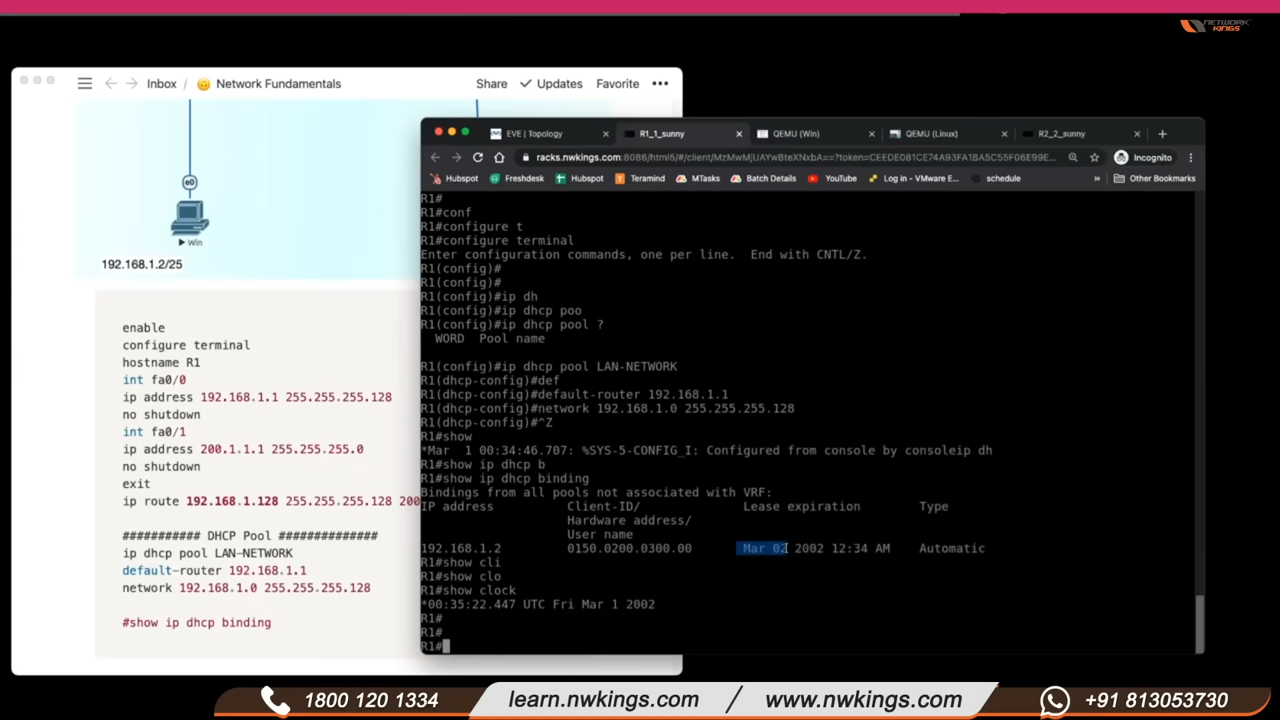 NETWORK
KINGS
Inbox / Network Fundamentals Share Updates Favorite
e0
Win
192.168.1.2/25
enable
configure terminal
hostname R1
int fa0/0
ip address 192.168.1.1 255.255.255.128
no shutdown
int fa0/1
ip address 200.1.1.1 255.255.255.0
no shutdown
exit
ip route 192.168.1.128 255.255.255.128 200
########### DHCP Pool ##############
ip dhcp pool LAN-NETWORK
default-router 192.168.1.1
network 192.168.1.0 255.255.255.128
#show ip dhcp binding
EVE | Topology R1_1_sunny QEMU (Win) QEMU (Linux) R2_2_sunny
racks.nwkings.com:8086/html5/#/client/MzMwMjUAYwBteXNxbA==?token=CEEDE081CE74A93FA1BA5C55F06E99E... Incognito
Hubspot Freshdesk Hubspot Teramind MTasks Batch Details YouTube Log in - VMware E... schedule » Other Bookmarks
R1#
R1#conf
R1#configure t
R1#configure terminal
Enter configuration commands, one per line. End with CNTL/Z.
R1(config)#
R1(config)#
R1(config)#ip dh
R1(config)#ip dhcp poo
R1(config)#ip dhcp pool ?
WORD Pool name
R1(config)#ip dhcp pool LAN-NETWORK
R1(dhcp-config)#def
R1(dhcp-config)#default-router 192.168.1.1
R1(dhcp-config)#network 192.168.1.0 255.255.255.128
R1(dhcp-config)#^Z
R1#show
*Mar 1 00:34:46.707: %SYS-5-CONFIG_I: Configured from console by consoleip dh
R1#show ip dhcp b
R1#show ip dhcp binding
Bindings from all pools not associated with VRF:
IP address Client-ID/ Lease expiration Type
Hardware address/
User name
192.168.1.2 0150.0200.0300.00 Mar 02 2002 12:34 AM Automatic
R1#show cli
R1#show clo
R1#show clock
*00:35:22.447 UTC Fri Mar 1 2002
R1#
R1#
R1#
1800 120 1334 learn.nwkings.com / www.nwkings.com +91 813053730